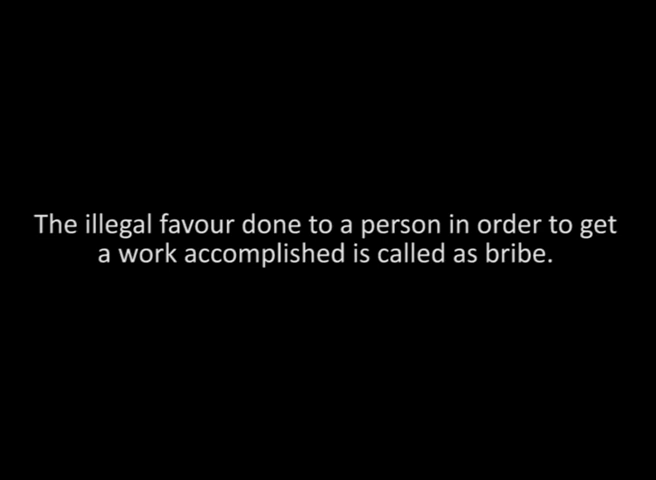 The illegal favour done to a person in order to get
a work accomplished is called as bribe.